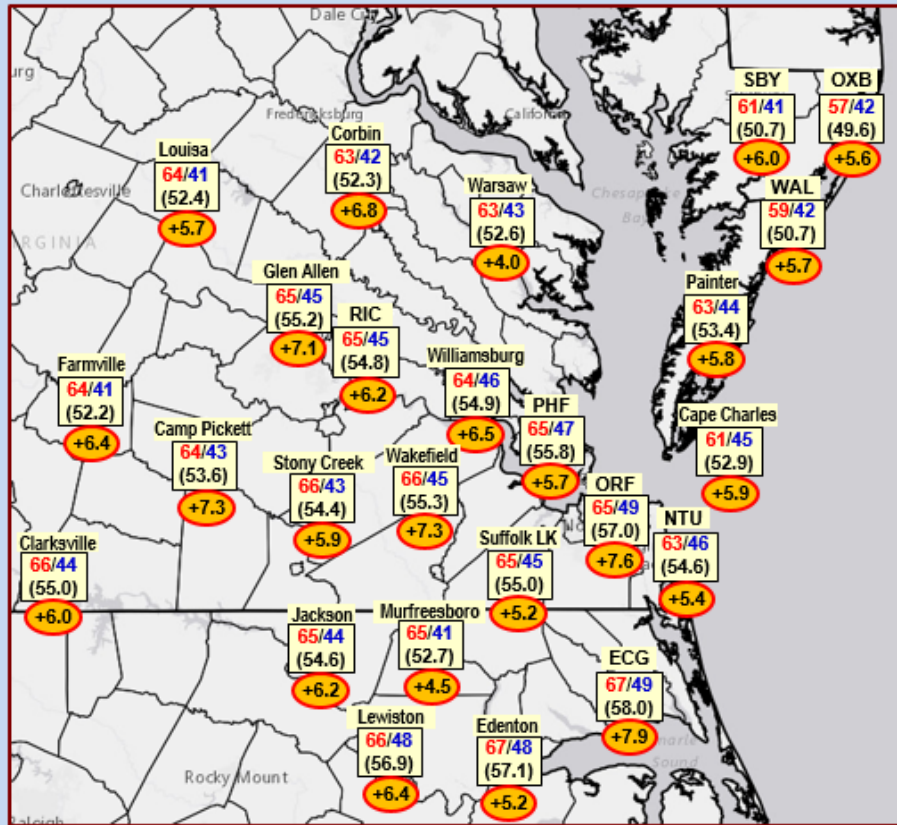 Dale City
SBY
61/41
(50.7)
+6.0
OXB
57/42
(49.6)
+5.6
Fredericksburg
California
Corbin
63/42
(52.3)
+6.8
Louisa
64/41
(52.4)
+5.7
Charlottesville
Warsaw
63/43
(52.6)
+4.0
Chesapeake
Bay
WAL
59/42
(50.7)
+5.7
VIRGINIA
Glen Allen
65/45
(55.2)
+7.1
Painter
63/44
(53.4)
+5.8
RIC
65/45
(54.8)
+6.2
Williamsburg
64/46
(54.9)
+6.5
Farmville
64/41
(52.2)
+6.4
PHF
65/47
(55.8)
+5.7
Cape Charles
61/45
(52.9)
+5.9
Camp Pickett
64/43
(53.6)
+7.3
Stony Creek
66/43
(54.4)
+5.9
Wakefield
66/45
(55.3)
+7.3
ORF
65/49
(57.0)
+7.6
NTU
63/46
(54.6)
+5.4
Clarksville
66/44
(55.0)
+6.0
Suffolk LK
65/45
(55.0)
+5.2
Jackson
65/44
(54.6)
+6.2
Murfreesboro
65/41
(52.7)
+4.5
ECG
67/49
(58.0)
+7.9
Lewiston
66/48
(56.9)
+6.4
Edenton
67/48
(57.1)
+5.2
Sound
Rocky Mount
Raleigh